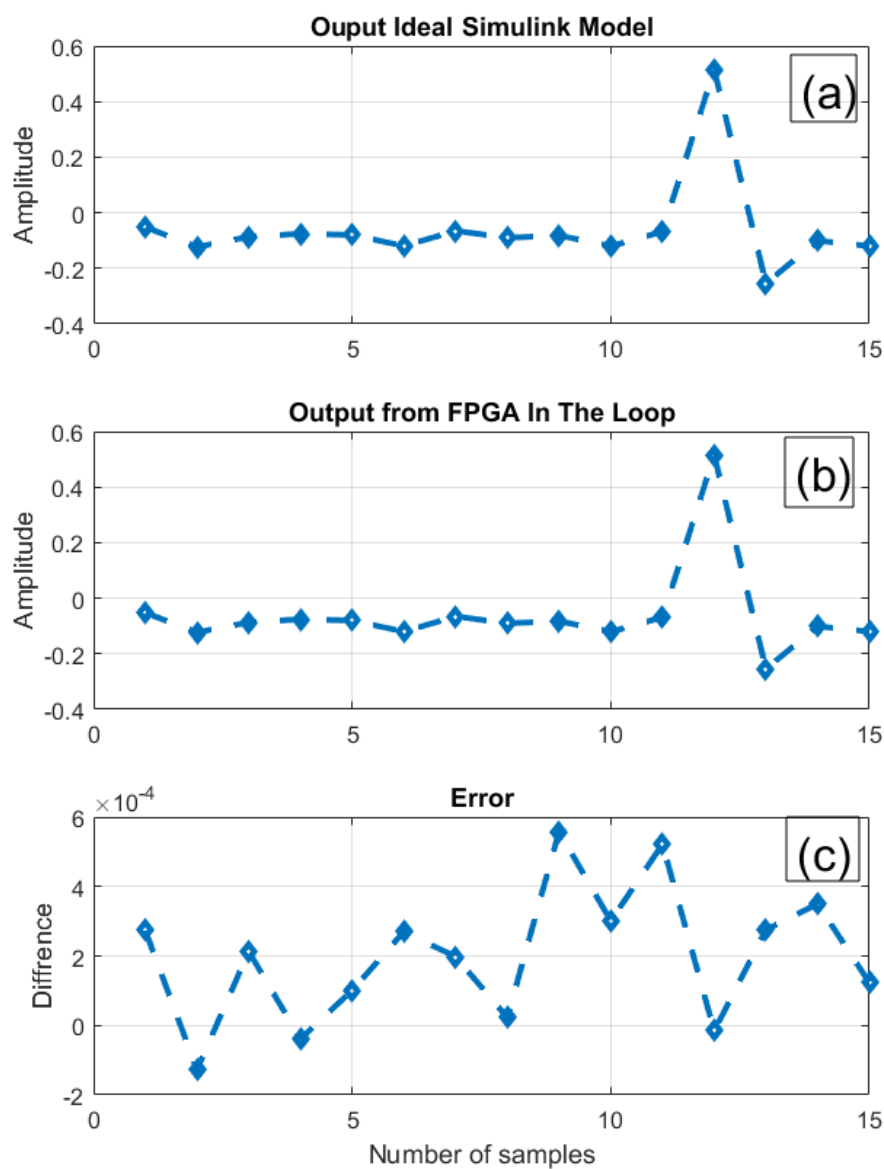 Ouput Ideal Simulink Model
(a)
0.6
0.4
0.2
0
-0.2
-0.4
Amplitude
0 5 10 15
Output from FPGA In The Loop
(b)
0.6
0.4
0.2
0
-0.2
-0.4
Amplitude
0 5 10 15
Error
×10-4
(c)
6
4
2
0
-2
Diffrence
0 5 10 15
Number of samples